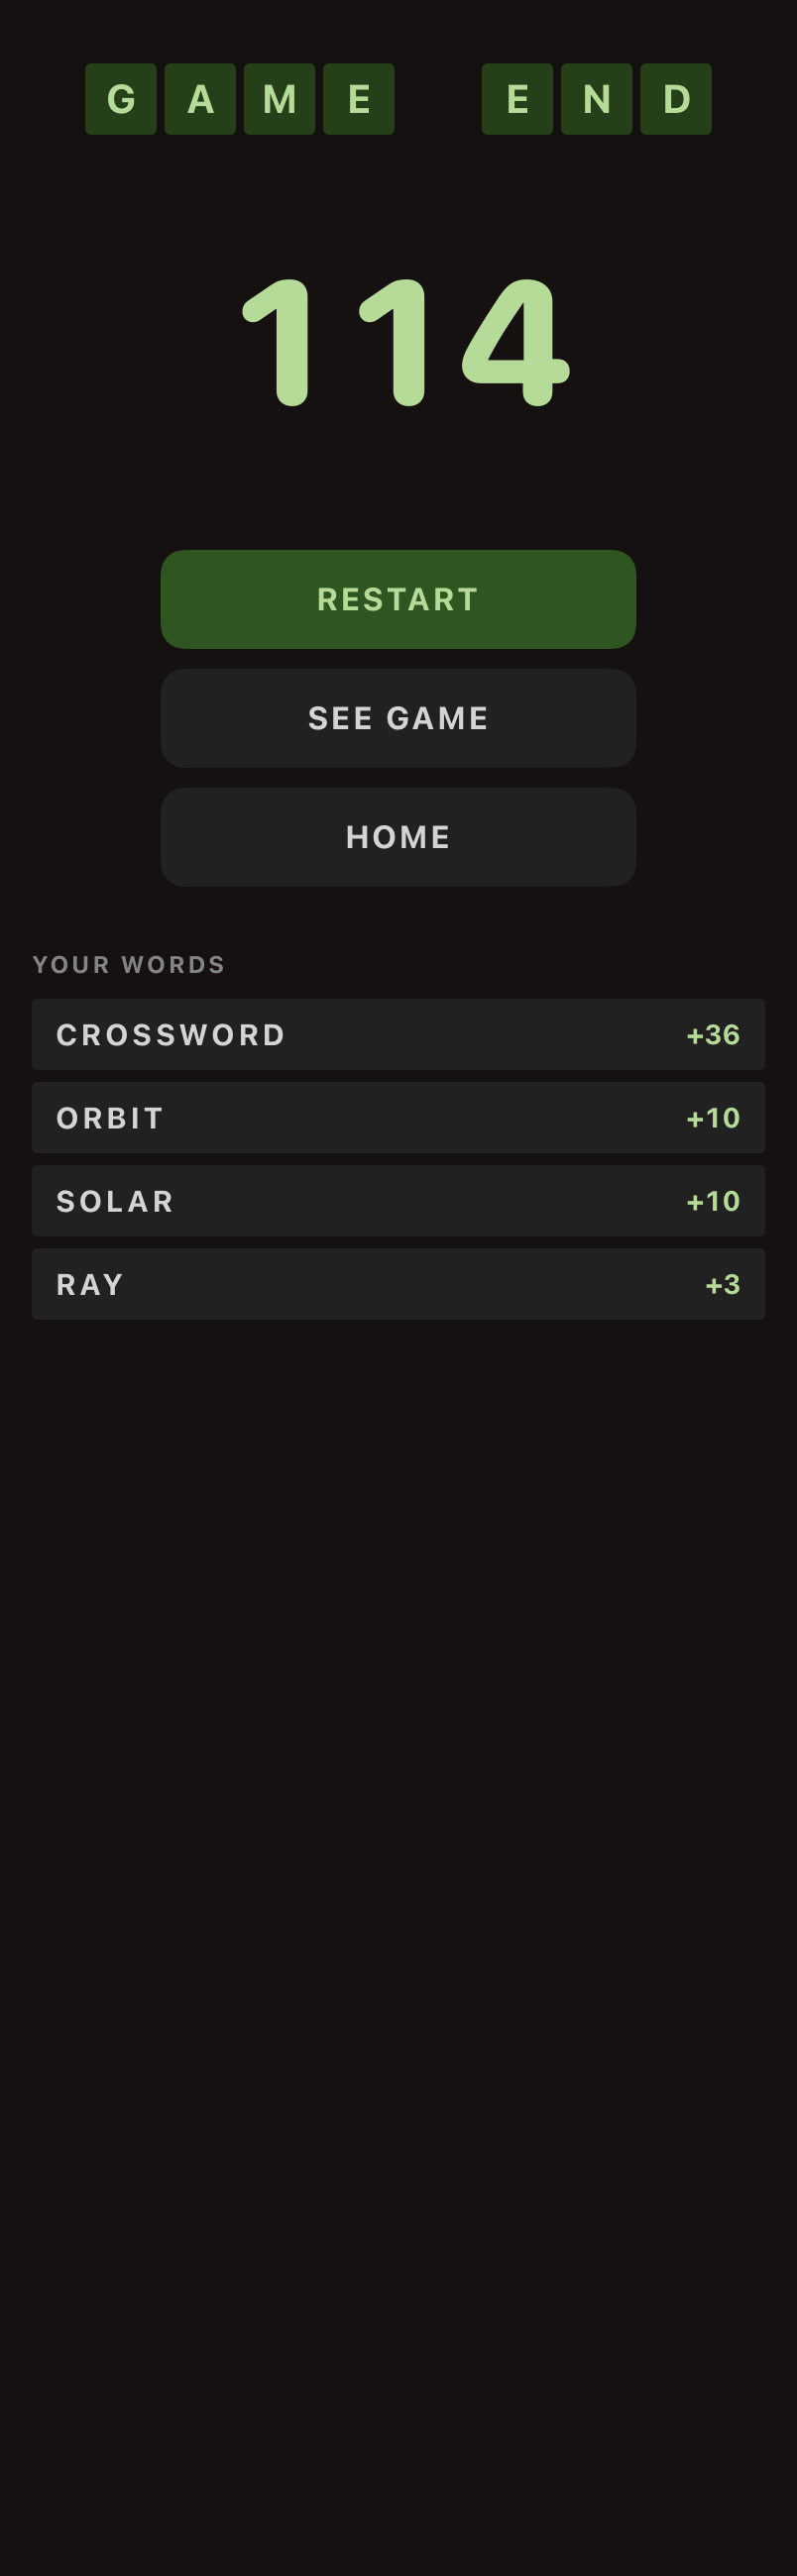 GAME END
114
RESTART
SEE GAME
HOME
YOUR WORDS
CROSSWORD +36
ORBIT +10
SOLAR +10
RAY +3